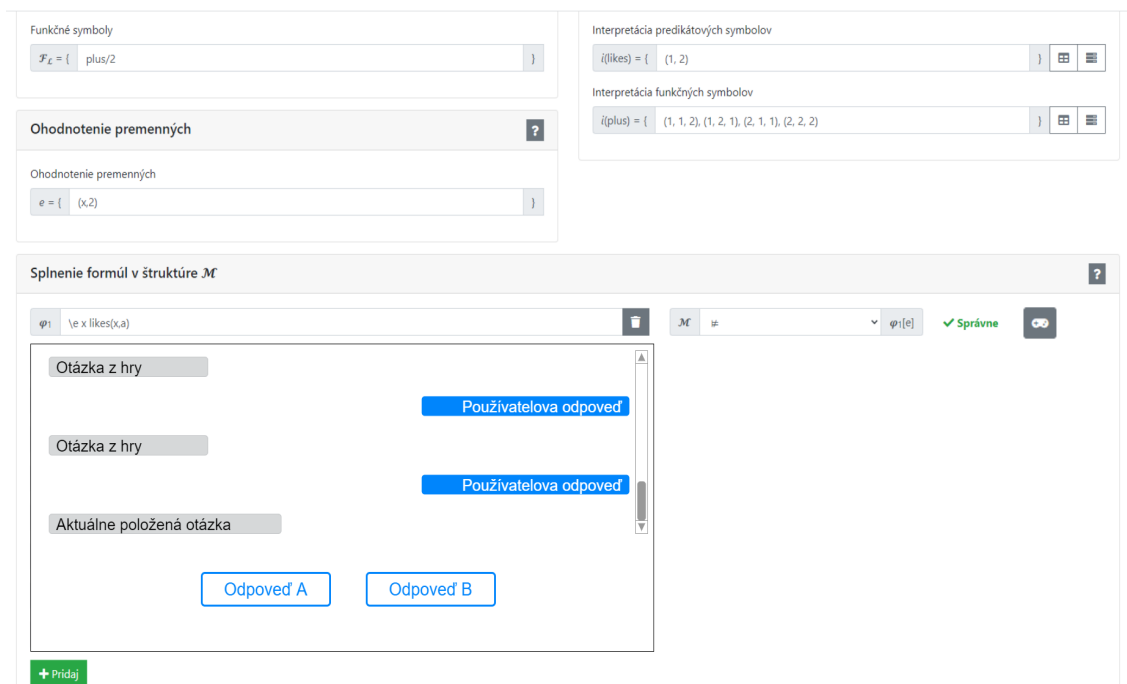 Funkčné symboly
ℱ_ℒ = { plus/2 }
Ohodnotenie premenných ?
Ohodnotenie premenných
e = { (x,2) }
Interpretácia predikátových symbolov
i(likes) = { (1, 2) }
Interpretácia funkčných symbolov
i(plus) = { (1, 1, 2), (1, 2, 1), (2, 1, 1), (2, 2, 2) }
Splnenie formúl v štruktúre ℳ ?
φ₁ \e x likes(x,a) ℳ ⊭ φ₁[e] ✓ Správne
Otázka z hry
Používatelova odpoveď
Otázka z hry
Používatelova odpoveď
Aktuálne položená otázka
Odpoveď A Odpoveď B
+ Pridaj